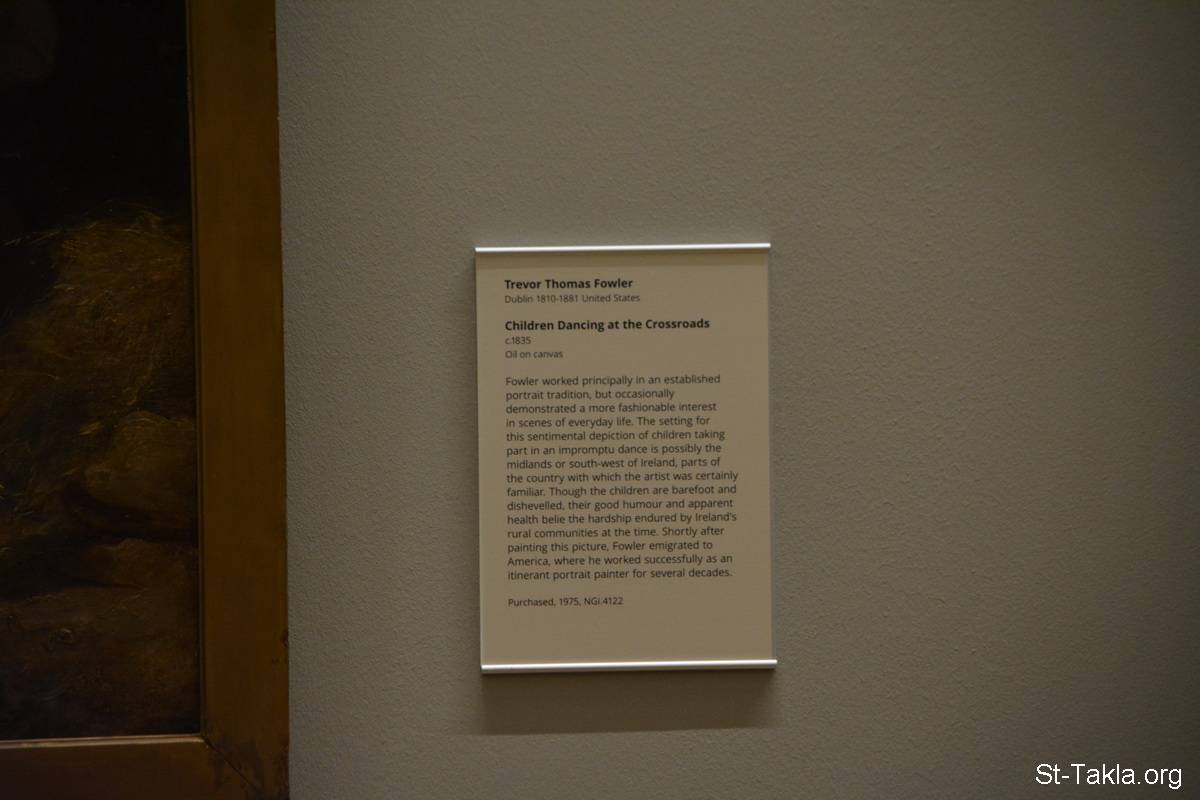 Trevor Thomas Fowler
Dublin 1810-1881 United States
Children Dancing at the Crossroads
c.1835
Oil on canvas
Fowler worked principally in an established
portrait tradition, but occasionally
demonstrated a more fashionable interest
in scenes of everyday life. The setting for
this sentimental depiction of children taking
part in an impromptu dance is possibly the
midlands or south-west of Ireland, parts of
the country with which the artist was certainly
familiar. Though the children are barefoot and
dishevelled, their good humour and apparent
health belie the hardship endured by Ireland's
rural communities at the time. Shortly after
painting this picture, Fowler emigrated to
America, where he worked successfully as an
itinerant portrait painter for several decades.
Purchased, 1975, NGI.4122
St-Takla.org